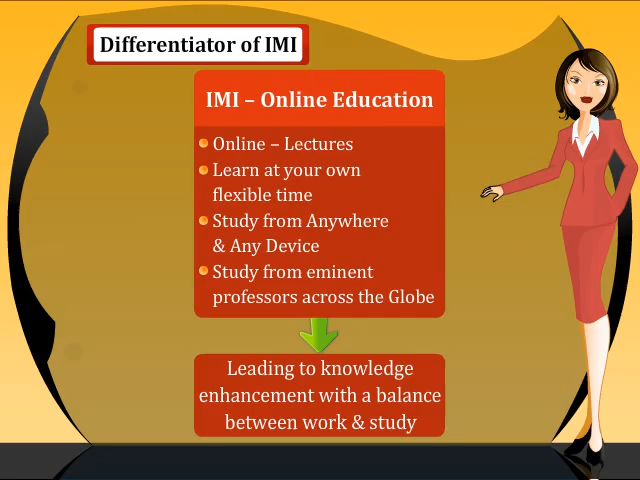 Differentiator of IMI
IMI – Online Education
Online – Lectures
Learn at your own
flexible time
Study from Anywhere
& Any Device
Study from eminent
professors across the Globe
Leading to knowledge
enhancement with a balance
between work & study